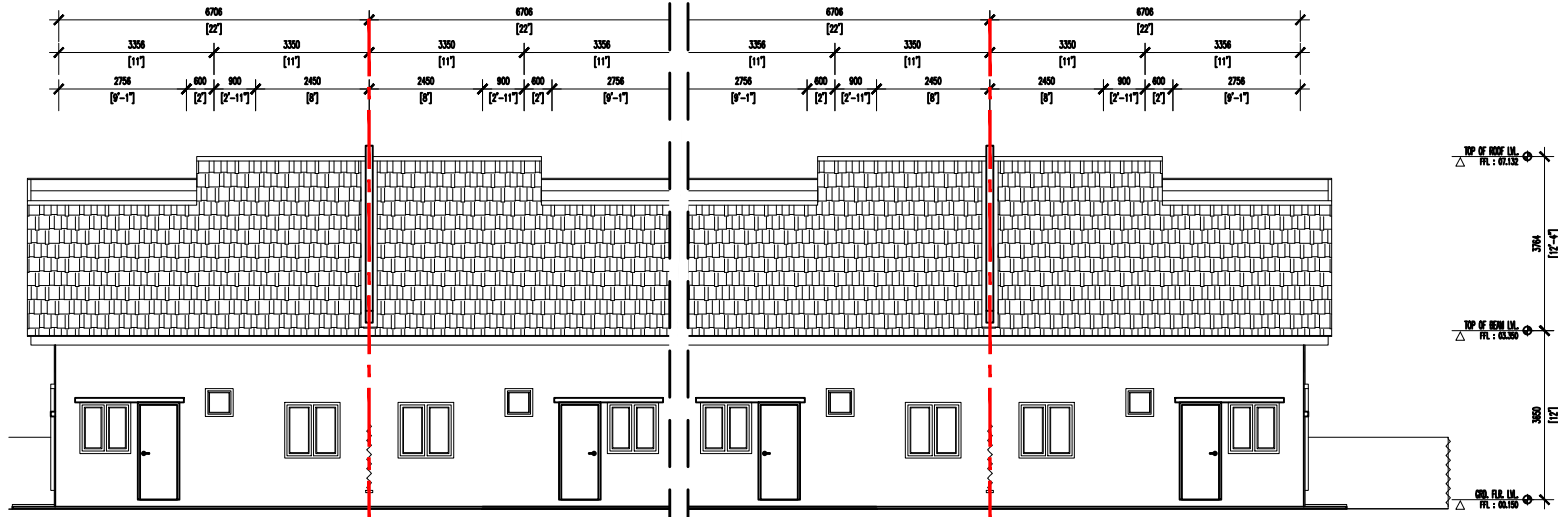 6706 6706 6706 6706
[22'] [22'] [22'] [22']
3356 3350 3350 3356 3356 3350 3350 3356
[11'] [11'] [11'] [11'] [11'] [11'] [11'] [11']
2756 600 900 2450 2450 900 600 2756 2756 600 900 2450 2450 900 600 2756
[9'-1"] [2'] [2'-11"] [8'] [8'] [2'-11"] [2'] [9'-1"] [9'-1"] [2'] [2'-11"] [8'] [8'] [2'-11"] [2'] [9'-1"]
TOP OF ROOF LVL.
FFL : 07.132
3764
[12'-4"]
TOP OF BEAM LVL.
FFL : 03.350
3650
[12']
GRD. FLR. LVL.
FFL : 00.150